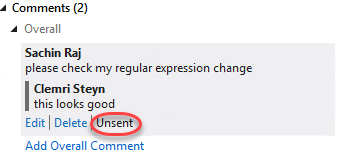 Comments (2)
Overall
Sachin Raj
please check my regular expression change
Clemri Steyn
this looks good
Edit | Delete | Unsent
Add Overall Comment